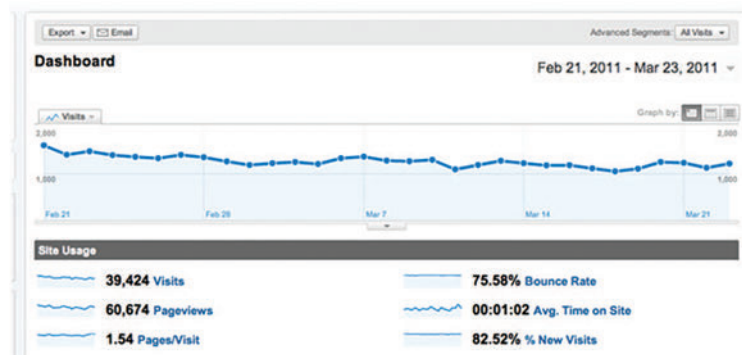 Export Email Advanced Segments: All Visits
Dashboard
Feb 21, 2011 - Mar 23, 2011
Visits Graph by:
2,000 2,000
1,000 1,000
Feb 21 Feb 28 Mar 7 Mar 14 Mar 21
Site Usage
39,424 Visits 75.58% Bounce Rate
60,674 Pageviews 00:01:02 Avg. Time on Site
1.54 Pages/Visit 82.52% % New Visits